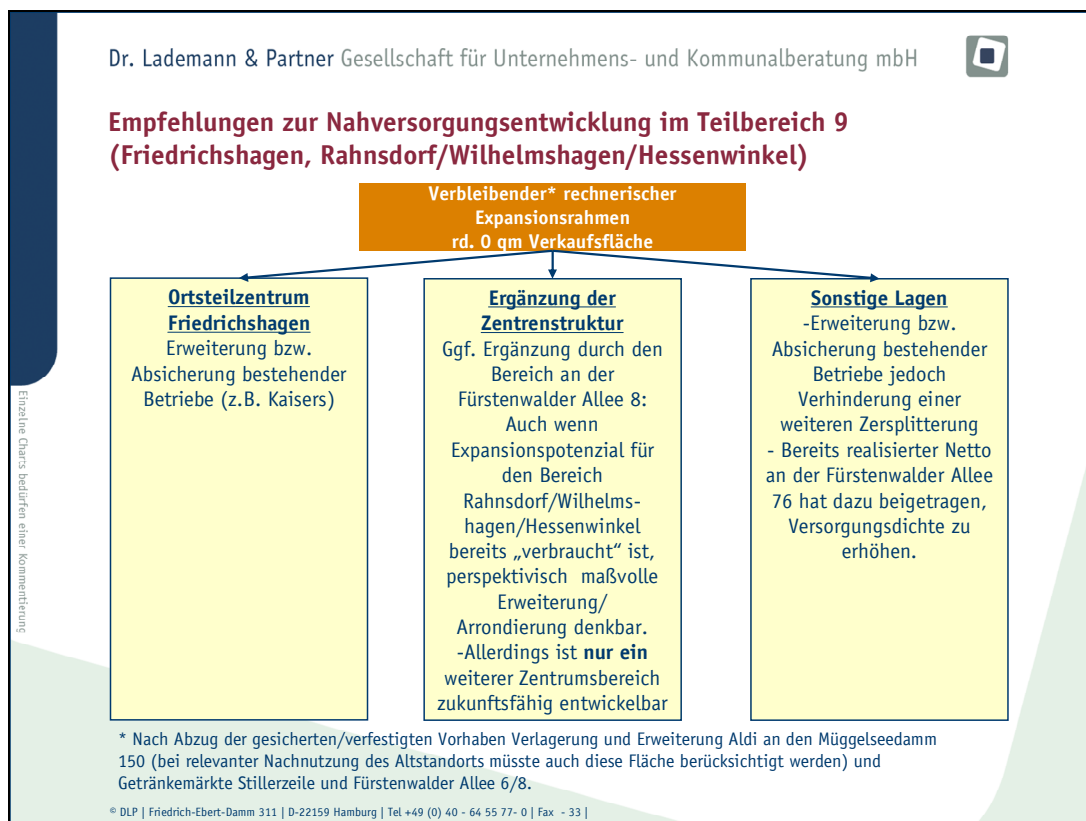 Dr. Lademann & Partner Gesellschaft für Unternehmens- und Kommunalberatung mbH
Empfehlungen zur Nahversorgungsentwicklung im Teilbereich 9
(Friedrichshagen, Rahnsdorf/Wilhelmshagen/Hessenwinkel)
Verbleibender* rechnerischer
Expansionsrahmen
rd. 0 qm Verkaufsfläche
Ortsteilzentrum
Friedrichshagen
Erweiterung bzw.
Absicherung bestehender
Betriebe (z.B. Kaisers)
Ergänzung der
Zentrenstruktur
Ggf. Ergänzung durch den
Bereich an der
Fürstenwalder Allee 8:
Auch wenn
Expansionspotenzial für
den Bereich
Rahnsdorf/Wilhelms-
hagen/Hessenwinkel
bereits „verbraucht" ist,
perspektivisch maßvolle
Erweiterung/
Arrondierung denkbar.
-Allerdings ist nur ein
weiterer Zentrumsbereich
zukunftsfähig entwickelbar
Sonstige Lagen
-Erweiterung bzw.
Absicherung bestehender
Betriebe jedoch
Verhinderung einer
weiteren Zersplitterung
- Bereits realisierter Netto
an der Fürstenwalder Allee
76 hat dazu beigetragen,
Versorgungsdichte zu
erhöhen.
* Nach Abzug der gesicherten/verfestigten Vorhaben Verlagerung und Erweiterung Aldi an den Müggelseedamm
150 (bei relevanter Nachnutzung des Altstandorts müsste auch diese Fläche berücksichtigt werden) und
Getränkemärkte Stillerzeile und Fürstenwalder Allee 6/8.
© DLP | Friedrich-Ebert-Damm 311 | D-22159 Hamburg | Tel +49 (0) 40 - 64 55 77- 0 | Fax - 33 |
Einzelne Charts bedürfen einer Kommentierung